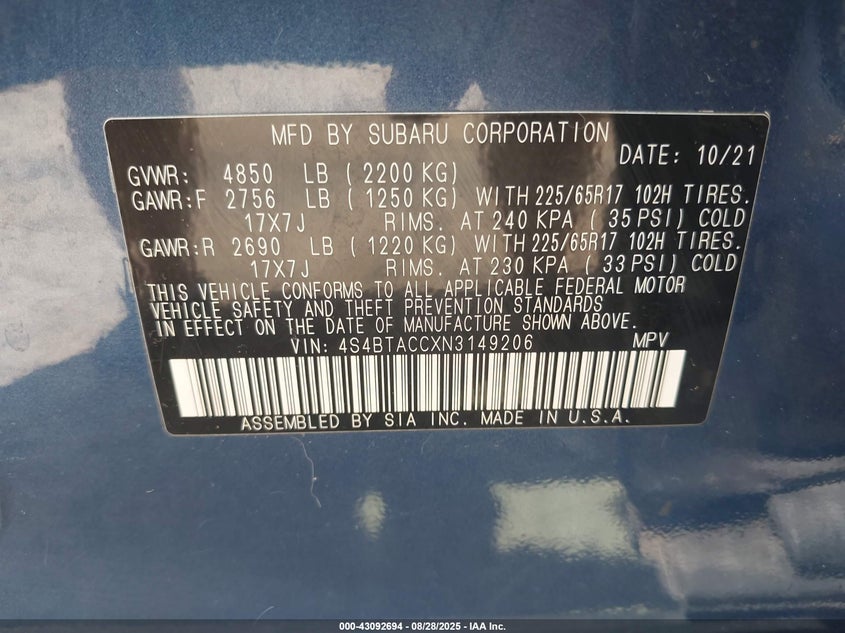 MFD BY SUBARU CORPORATION
DATE: 10/21
GVWR: 4850 LB ( 2200 KG)
GAWR:F 2756 LB ( 1250 KG) WITH 225/65R17 102H TIRES.
17X7J RIMS. AT 240 KPA ( 35 PSI) COLD
GAWR:R 2690 LB ( 1220 KG) WITH 225/65R17 102H TIRES.
17X7J RIMS. AT 230 KPA ( 33 PSI) COLD
THIS VEHICLE CONFORMS TO ALL APPLICABLE FEDERAL MOTOR
VEHICLE SAFETY AND THEFT PREVENTION STANDARDS
IN EFFECT ON THE DATE OF MANUFACTURE SHOWN ABOVE.
VIN: 4S4BTACCXN3149206 MPV
ASSEMBLED BY SIA INC. MADE IN U.S.A.
000-43092694 - 08/28/2025 - IAA Inc.